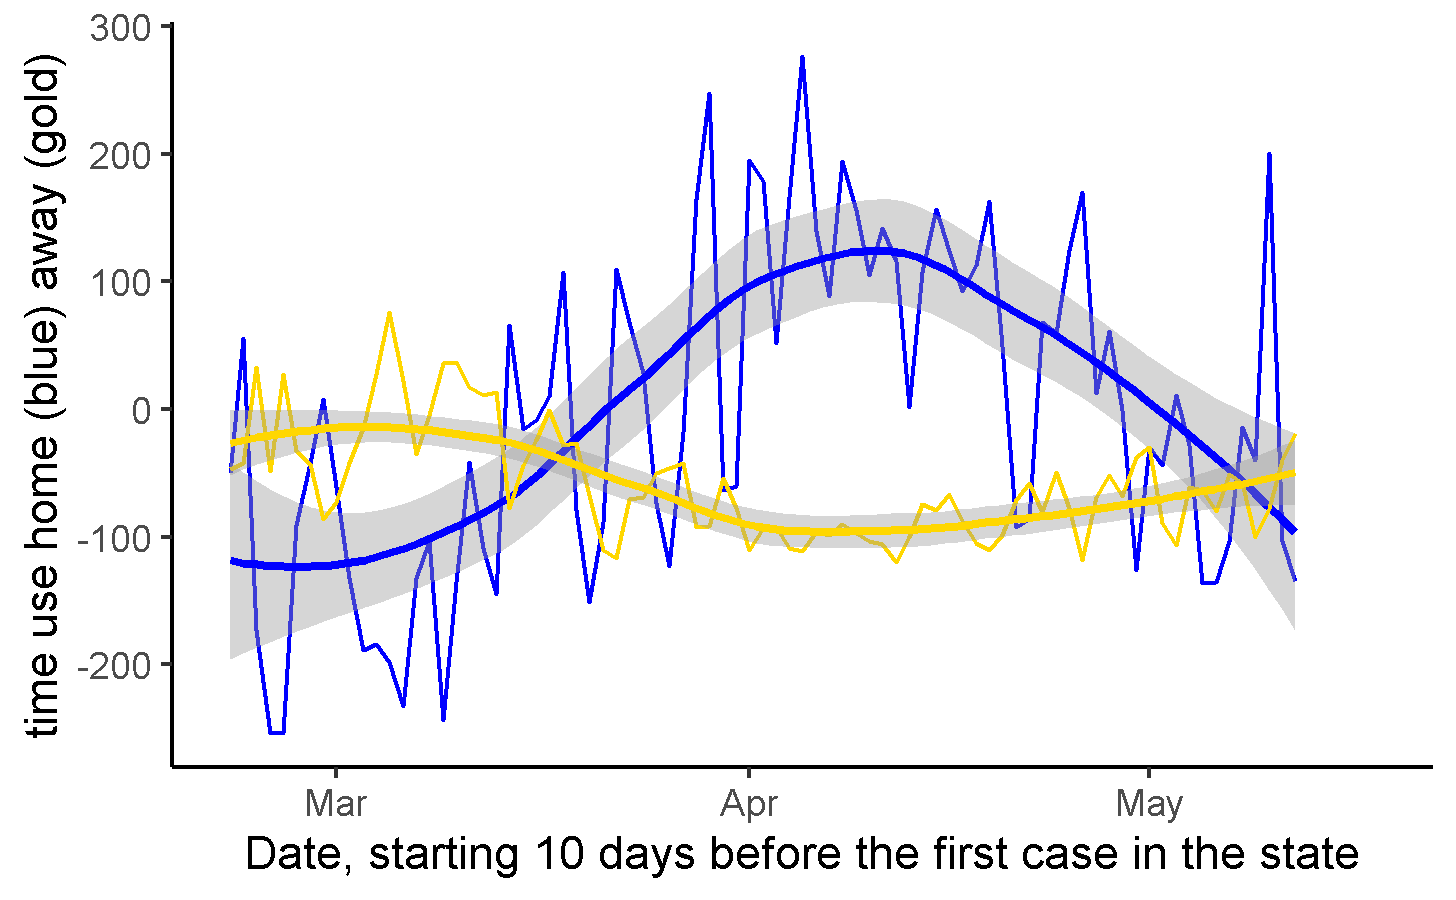 time use home (blue) away (gold)
300
200
100
0
-100
-200
Mar
Apr
May
Date, starting 10 days before the first case in the state